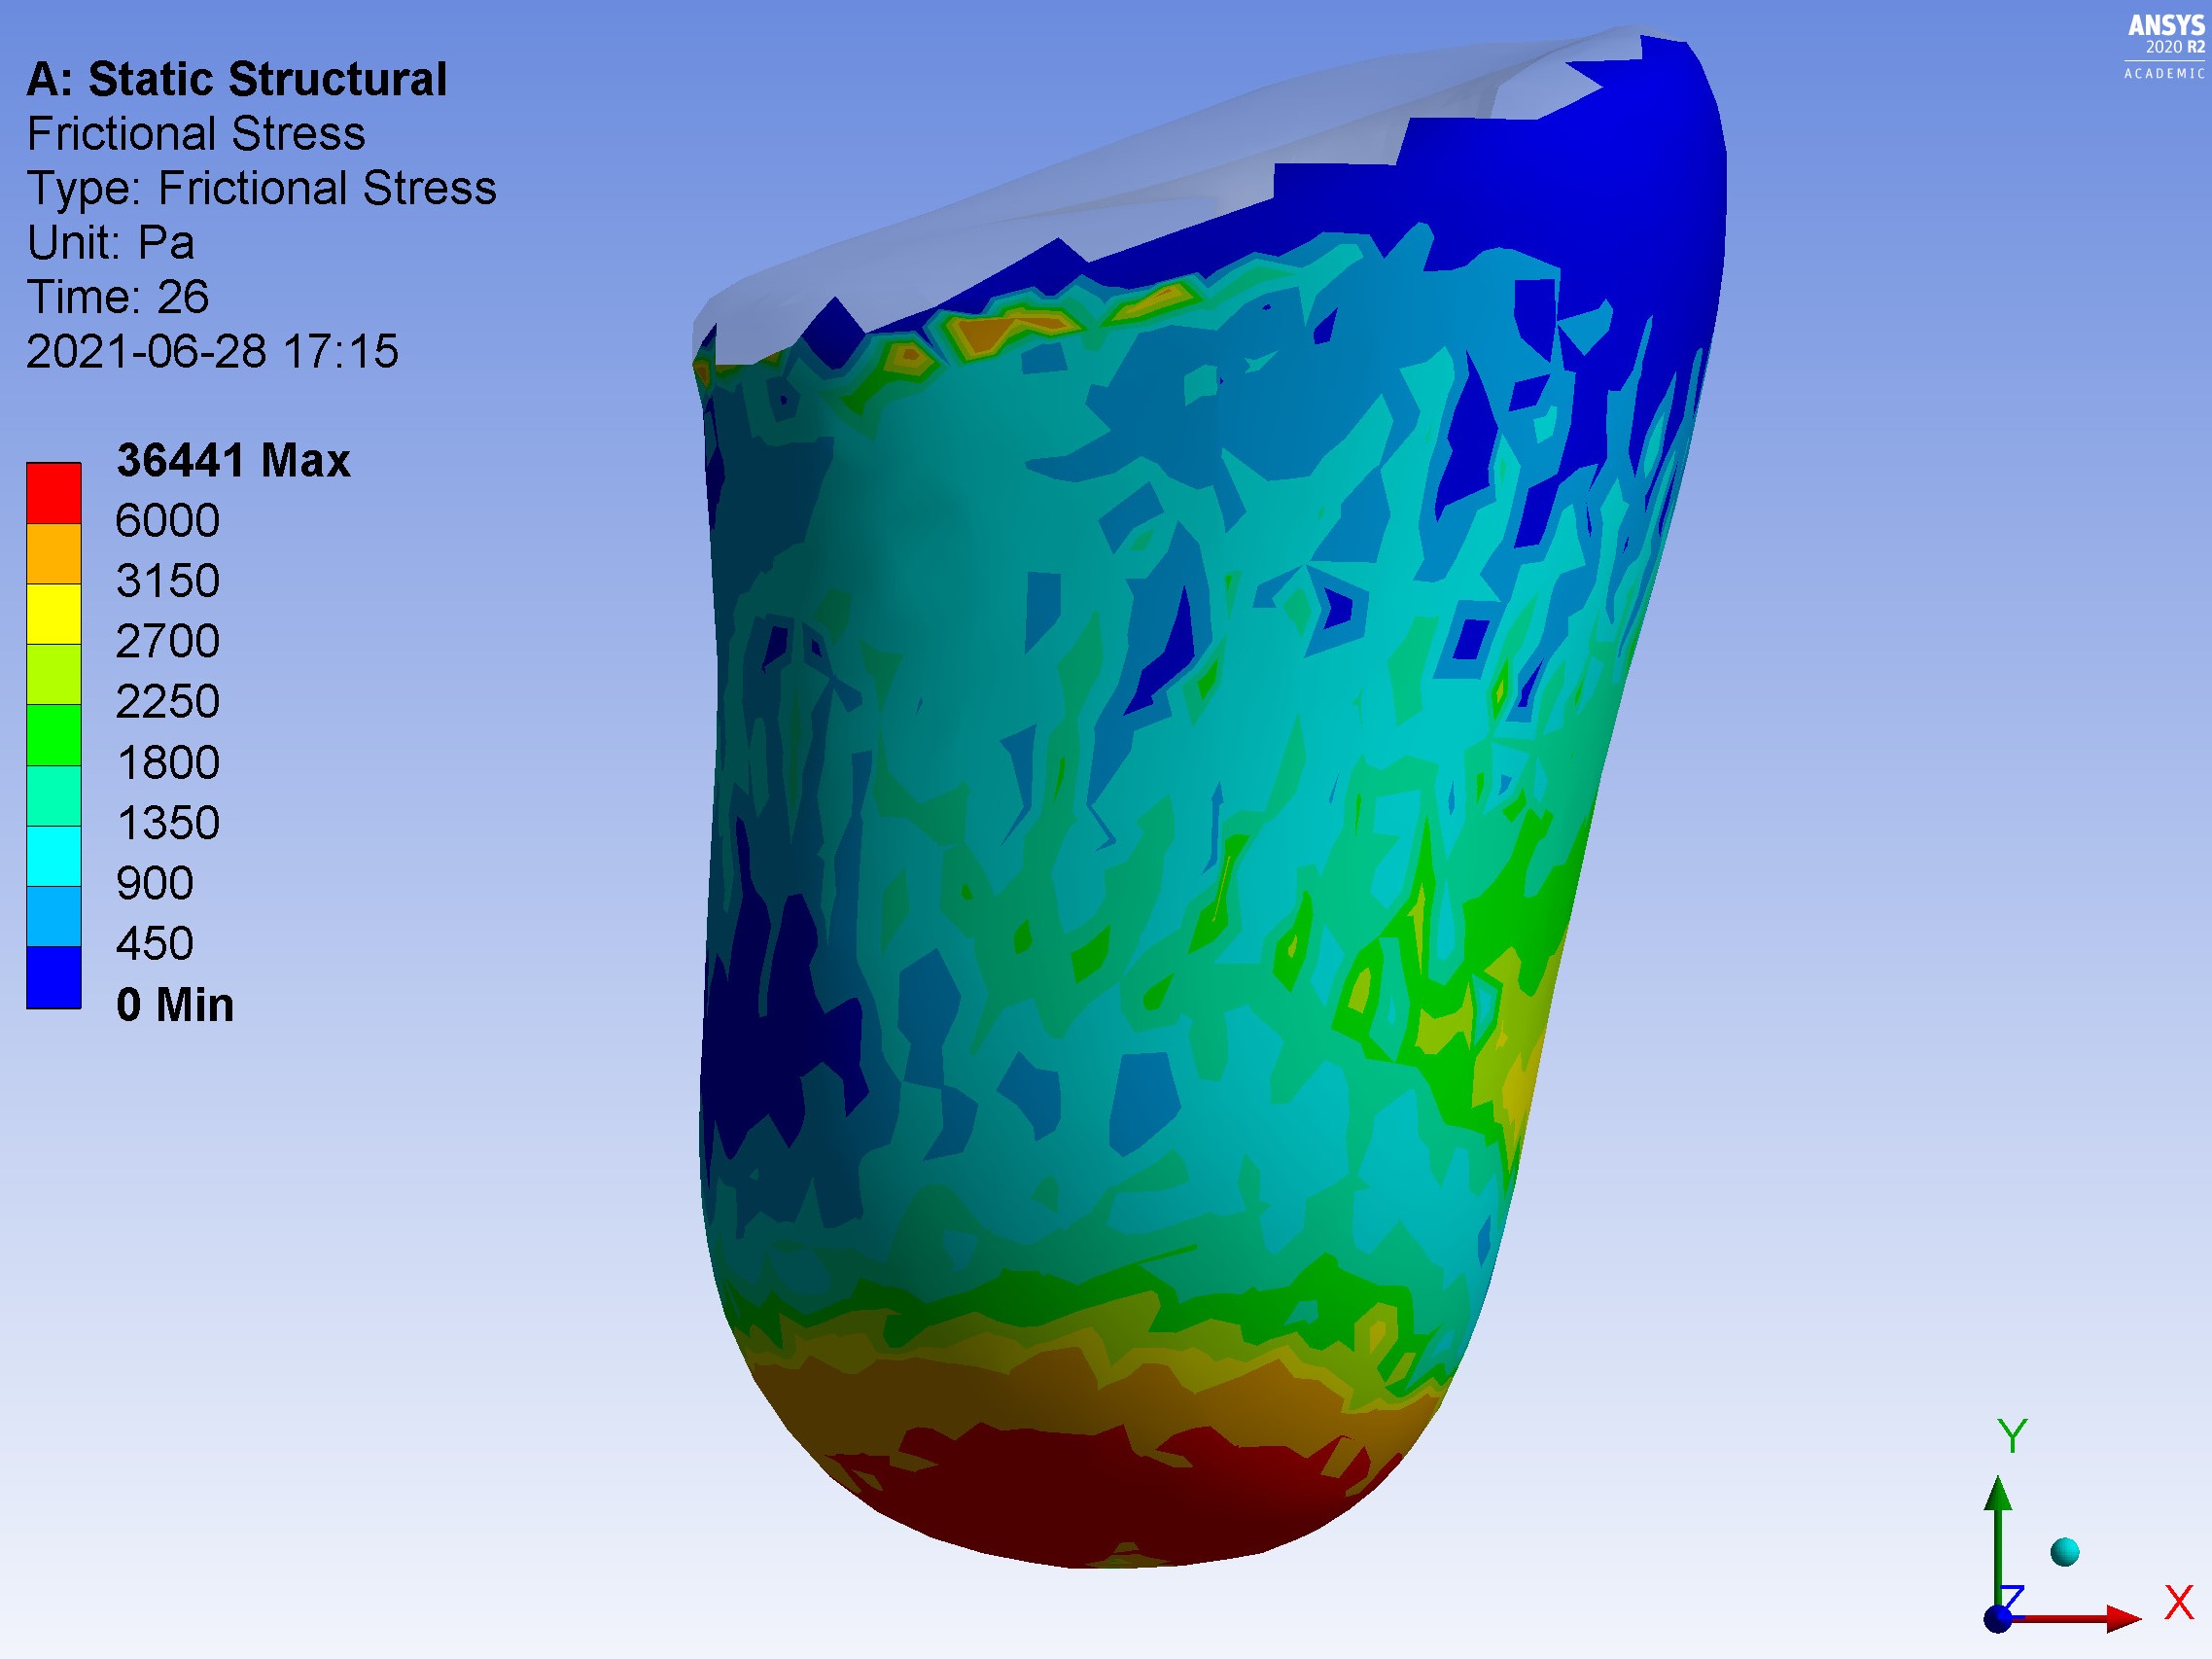 A: Static Structural
Frictional Stress
Type: Frictional Stress
Unit: Pa
Time: 26
2021-06-28 17:15
36441 Max
6000
3150
2700
2250
1800
1350
900
450
0 Min
ANSYS
2020 R2
ACADEMIC
Y
Z
X